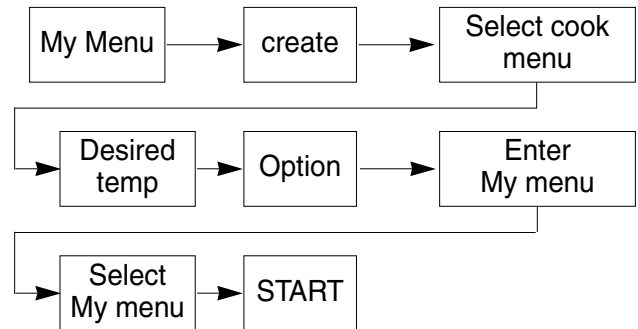 My Menu
create
Select cook
menu
Desired
temp
Option
Enter
My menu
Select
My menu
START